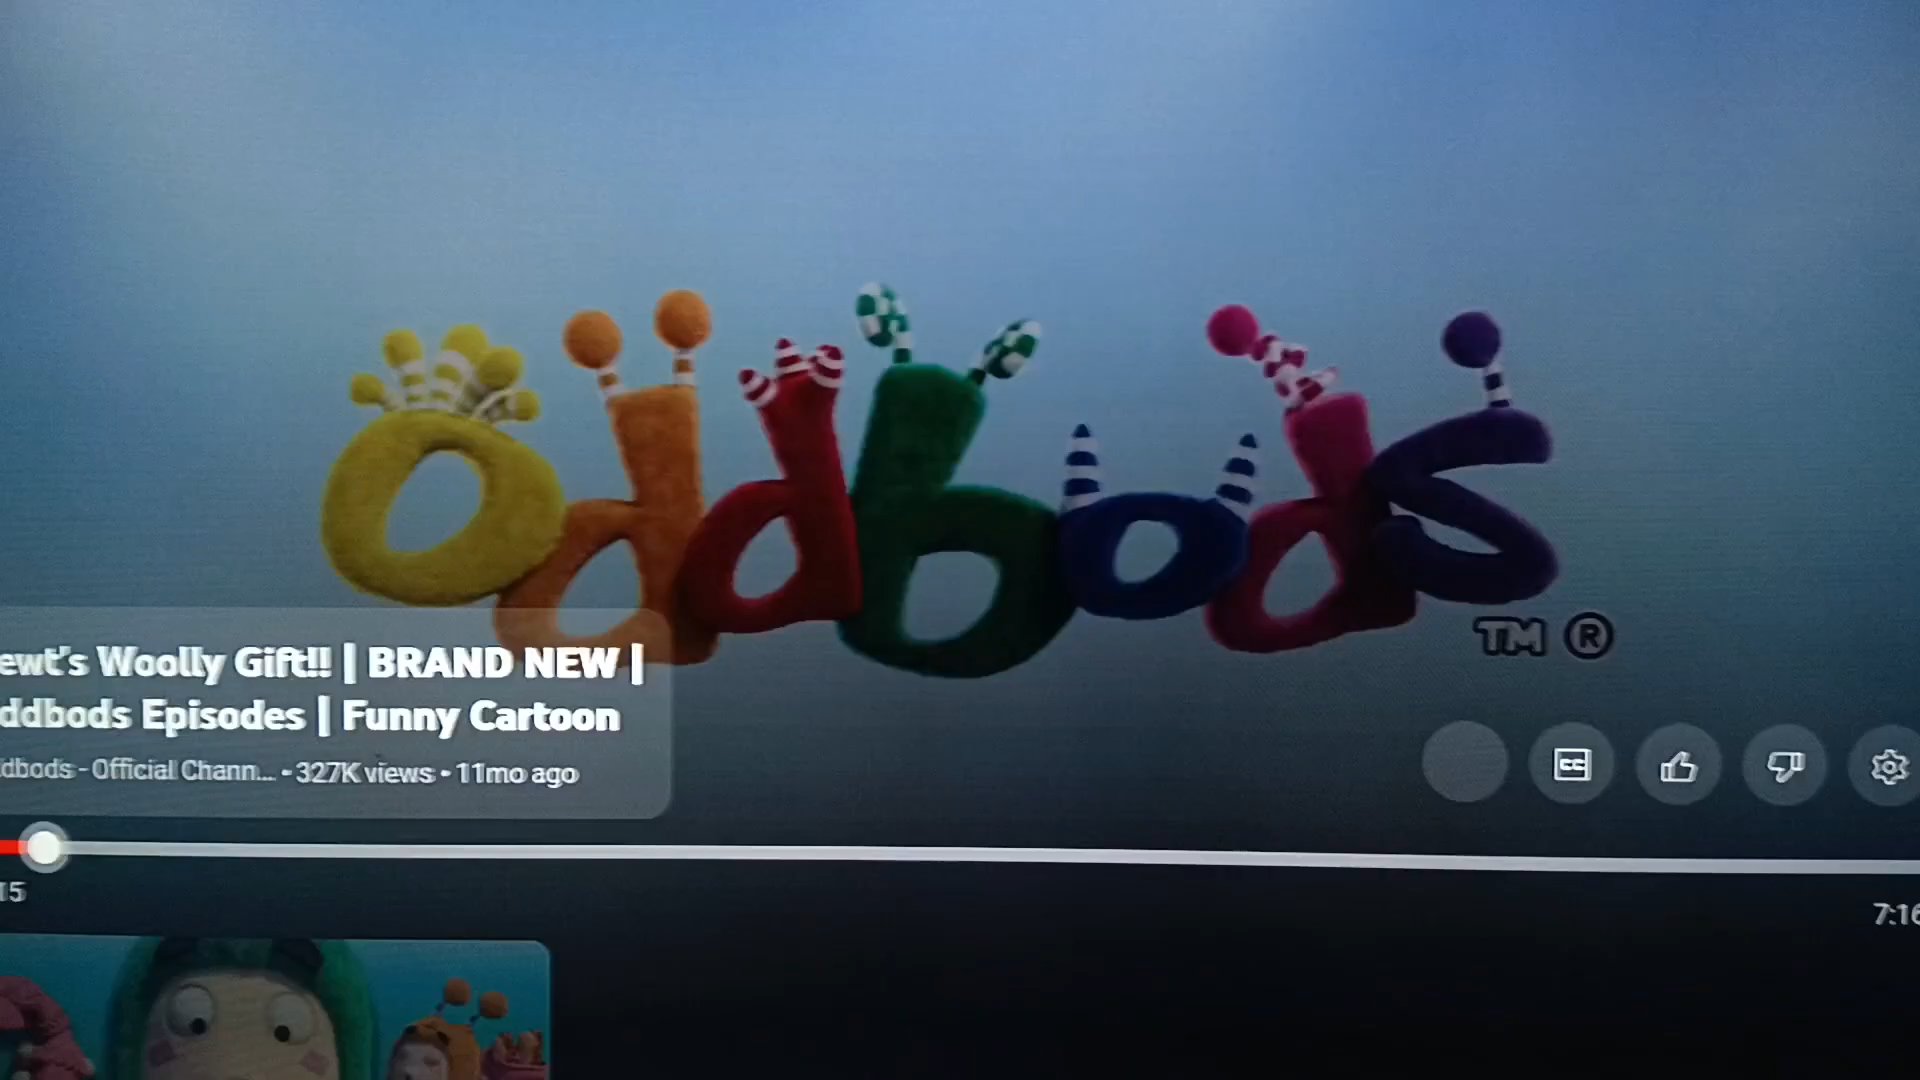 oddbods
TM ®
ewt's Woolly Gift!! | BRAND NEW |
ddbods Episodes | Funny Cartoon
dbods - Official Chann... • 327K views • 11mo ago
CC
15
7:16